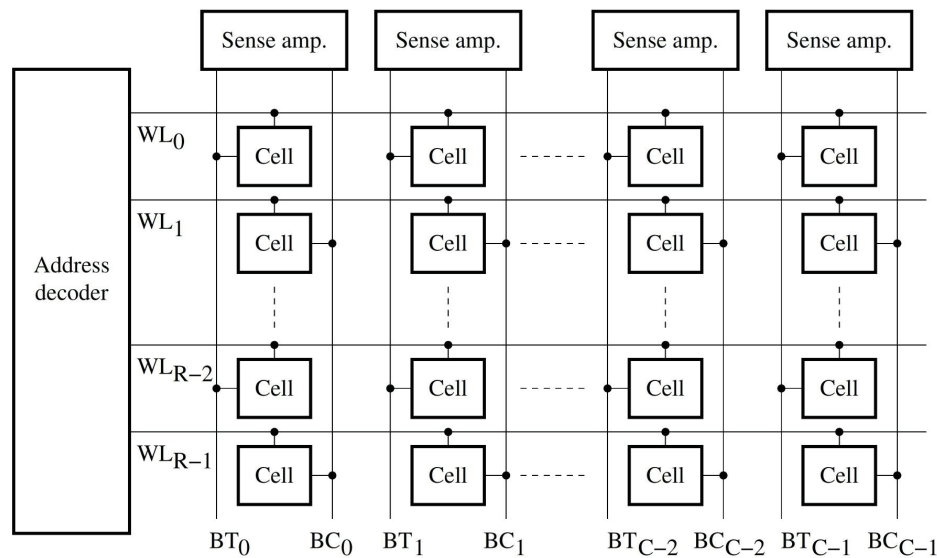 Sense amp. Sense amp. Sense amp. Sense amp.
WL0
Cell Cell Cell Cell
WL1
Cell Cell Cell Cell
Address
decoder
WLR−2
Cell Cell Cell Cell
WLR−1
Cell Cell Cell Cell
BT0 BC0 BT1 BC1 BTC−2 BCC−2 BTC−1 BCC−1